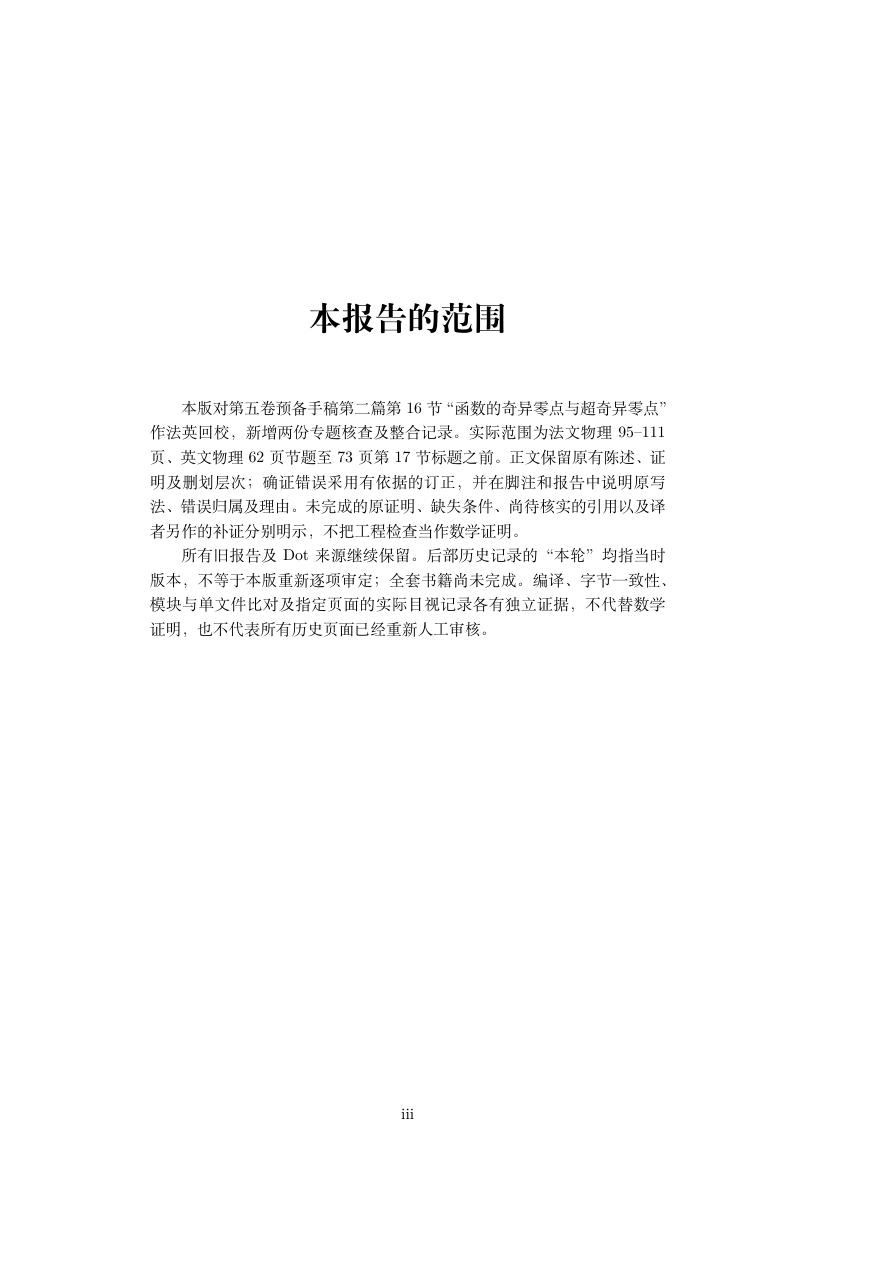 本报告的范围
本版对第五卷预备手稿第二篇第 16 节 “函数的奇异零点与超奇异零点”
作法英回校，新增两份专题核查及整合记录。实际范围为法文物理 95–111
页、英文物理 62 页节题至 73 页第 17 节标题之前。正文保留原有陈述、证
明及删划层次；确证错误采用有依据的订正，并在脚注和报告中说明原写
法、错误归属及理由。未完成的原证明、缺失条件、尚待核实的引用以及译
者另作的补证分别明示，不把工程检查当作数学证明。
所有旧报告及 Dot 来源继续保留。后部历史记录的 “本轮” 均指当时
版本，不等于本版重新逐项审定；全套书籍尚未完成。编译、字节一致性、
模块与单文件比对及指定页面的实际目视记录各有独立证据，不代替数学
证明，也不代表所有历史页面已经重新人工审核。
iii